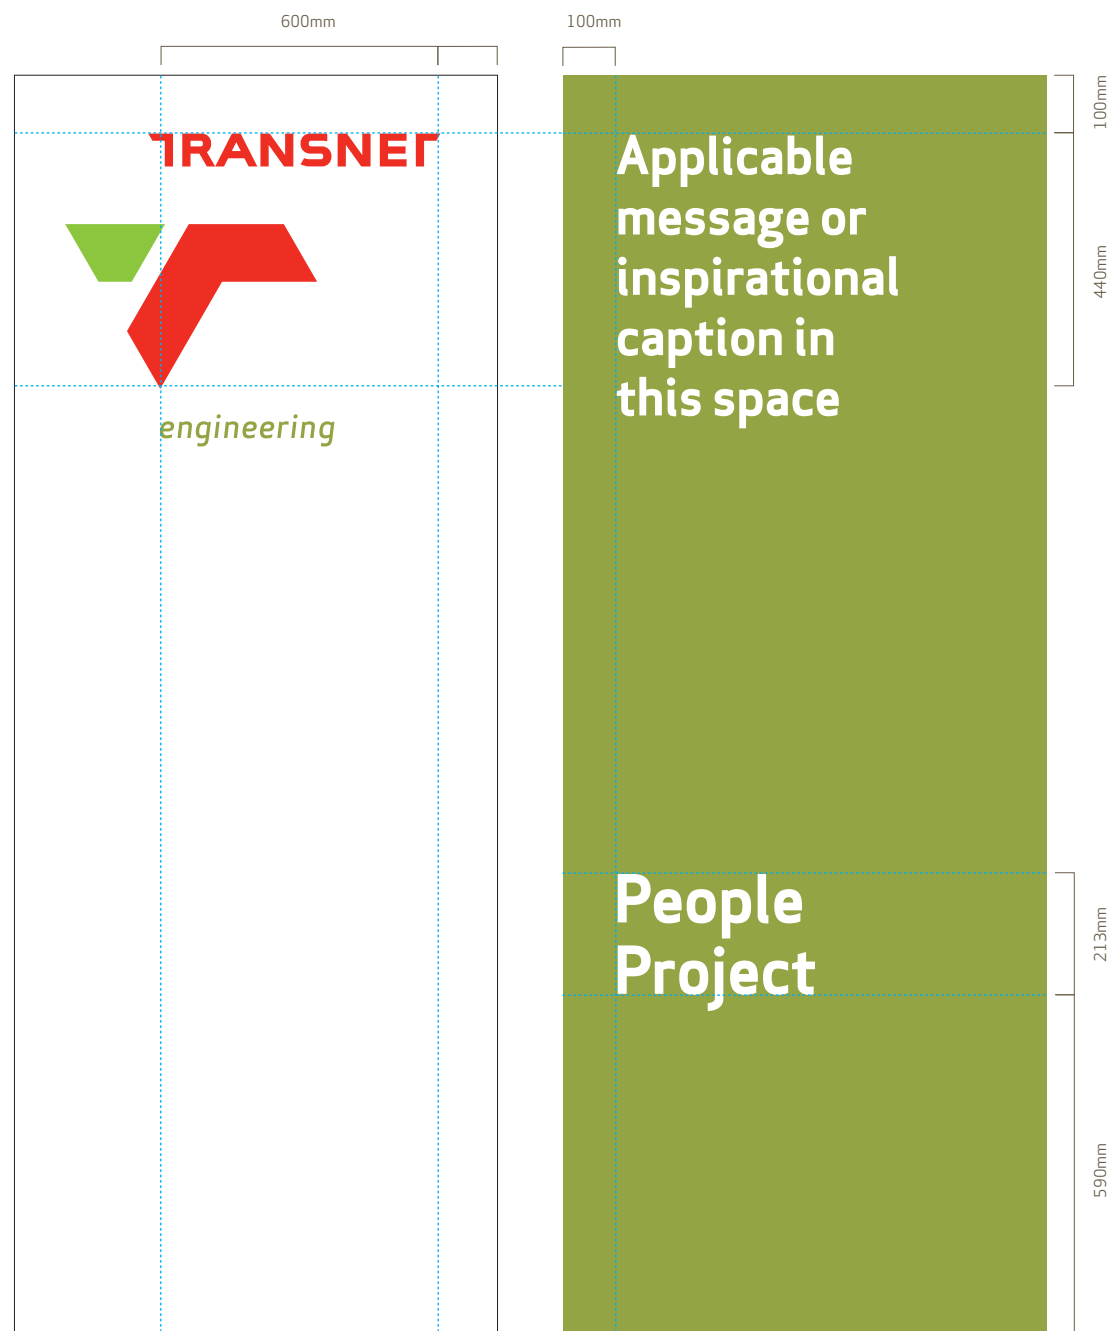 600mm
100mm
TRANSNET
engineering
Applicable
message or
inspirational
caption in
this space
People
Project
100mm
440mm
213mm
590mm